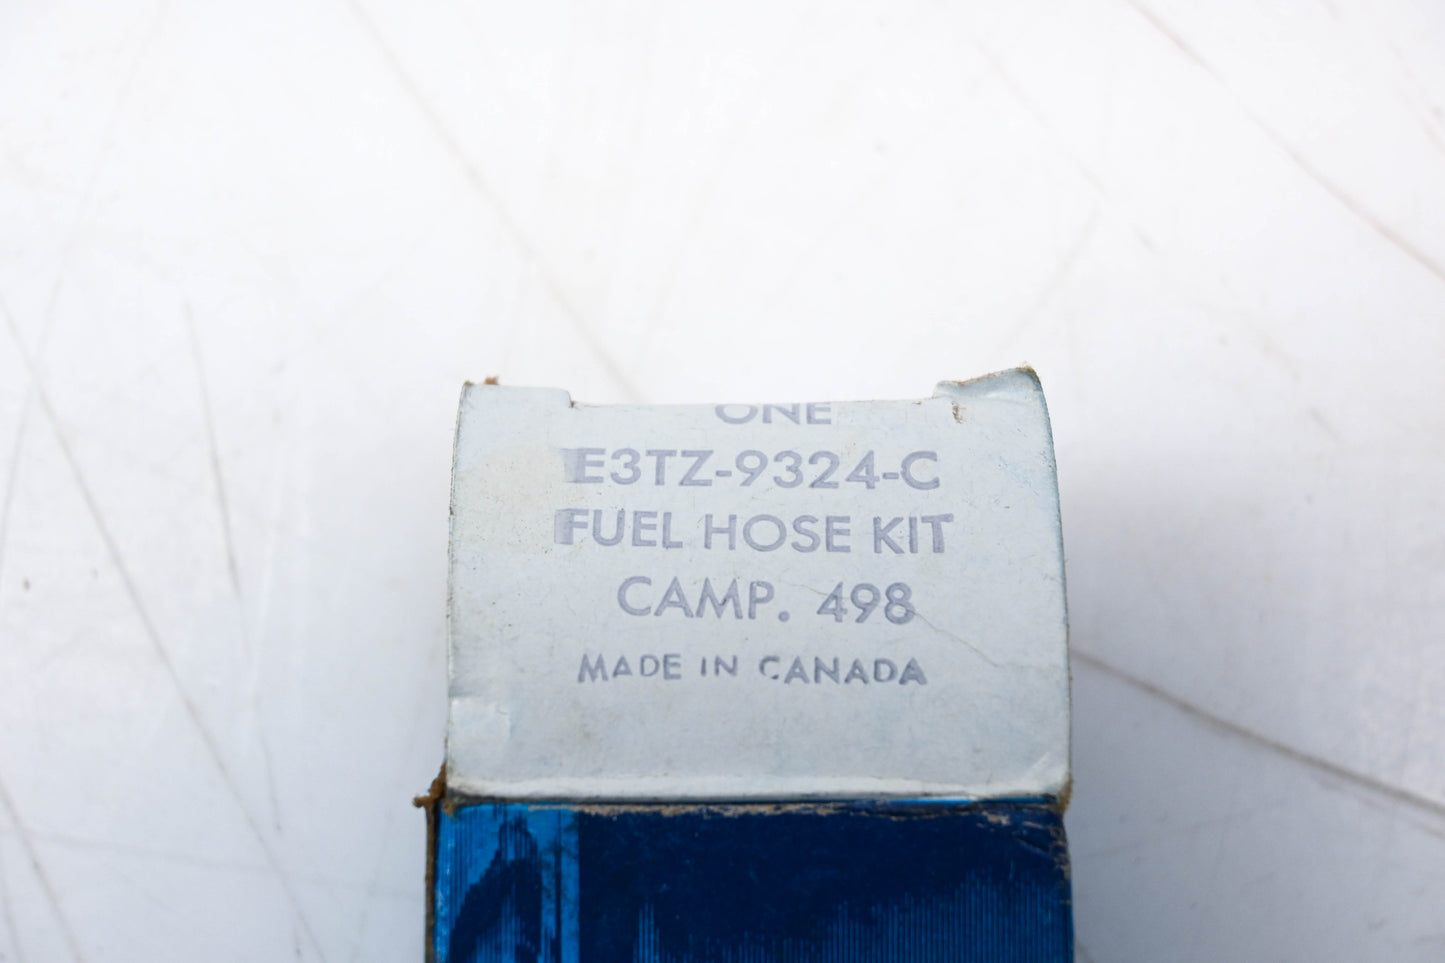 ONE
E3TZ-9324-C
FUEL HOSE KIT
CAMP. 498
MADE IN CANADA